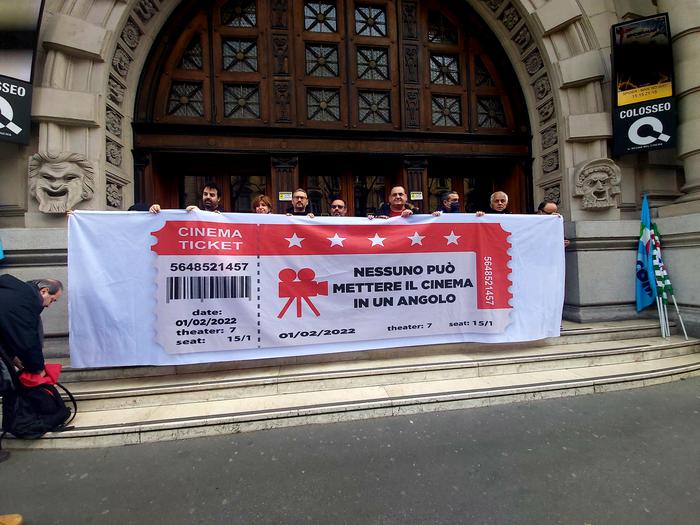 COLOSSEO
CINEMA
TICKET
5648521457
date:
01/02/2022
theater: 7
seat: 15/1
NESSUNO PUÒ
METTERE IL CINEMA
IN UN ANGOLO
01/02/2022
theater: 7
seat: 15/1
5648521457
COLOSSEO